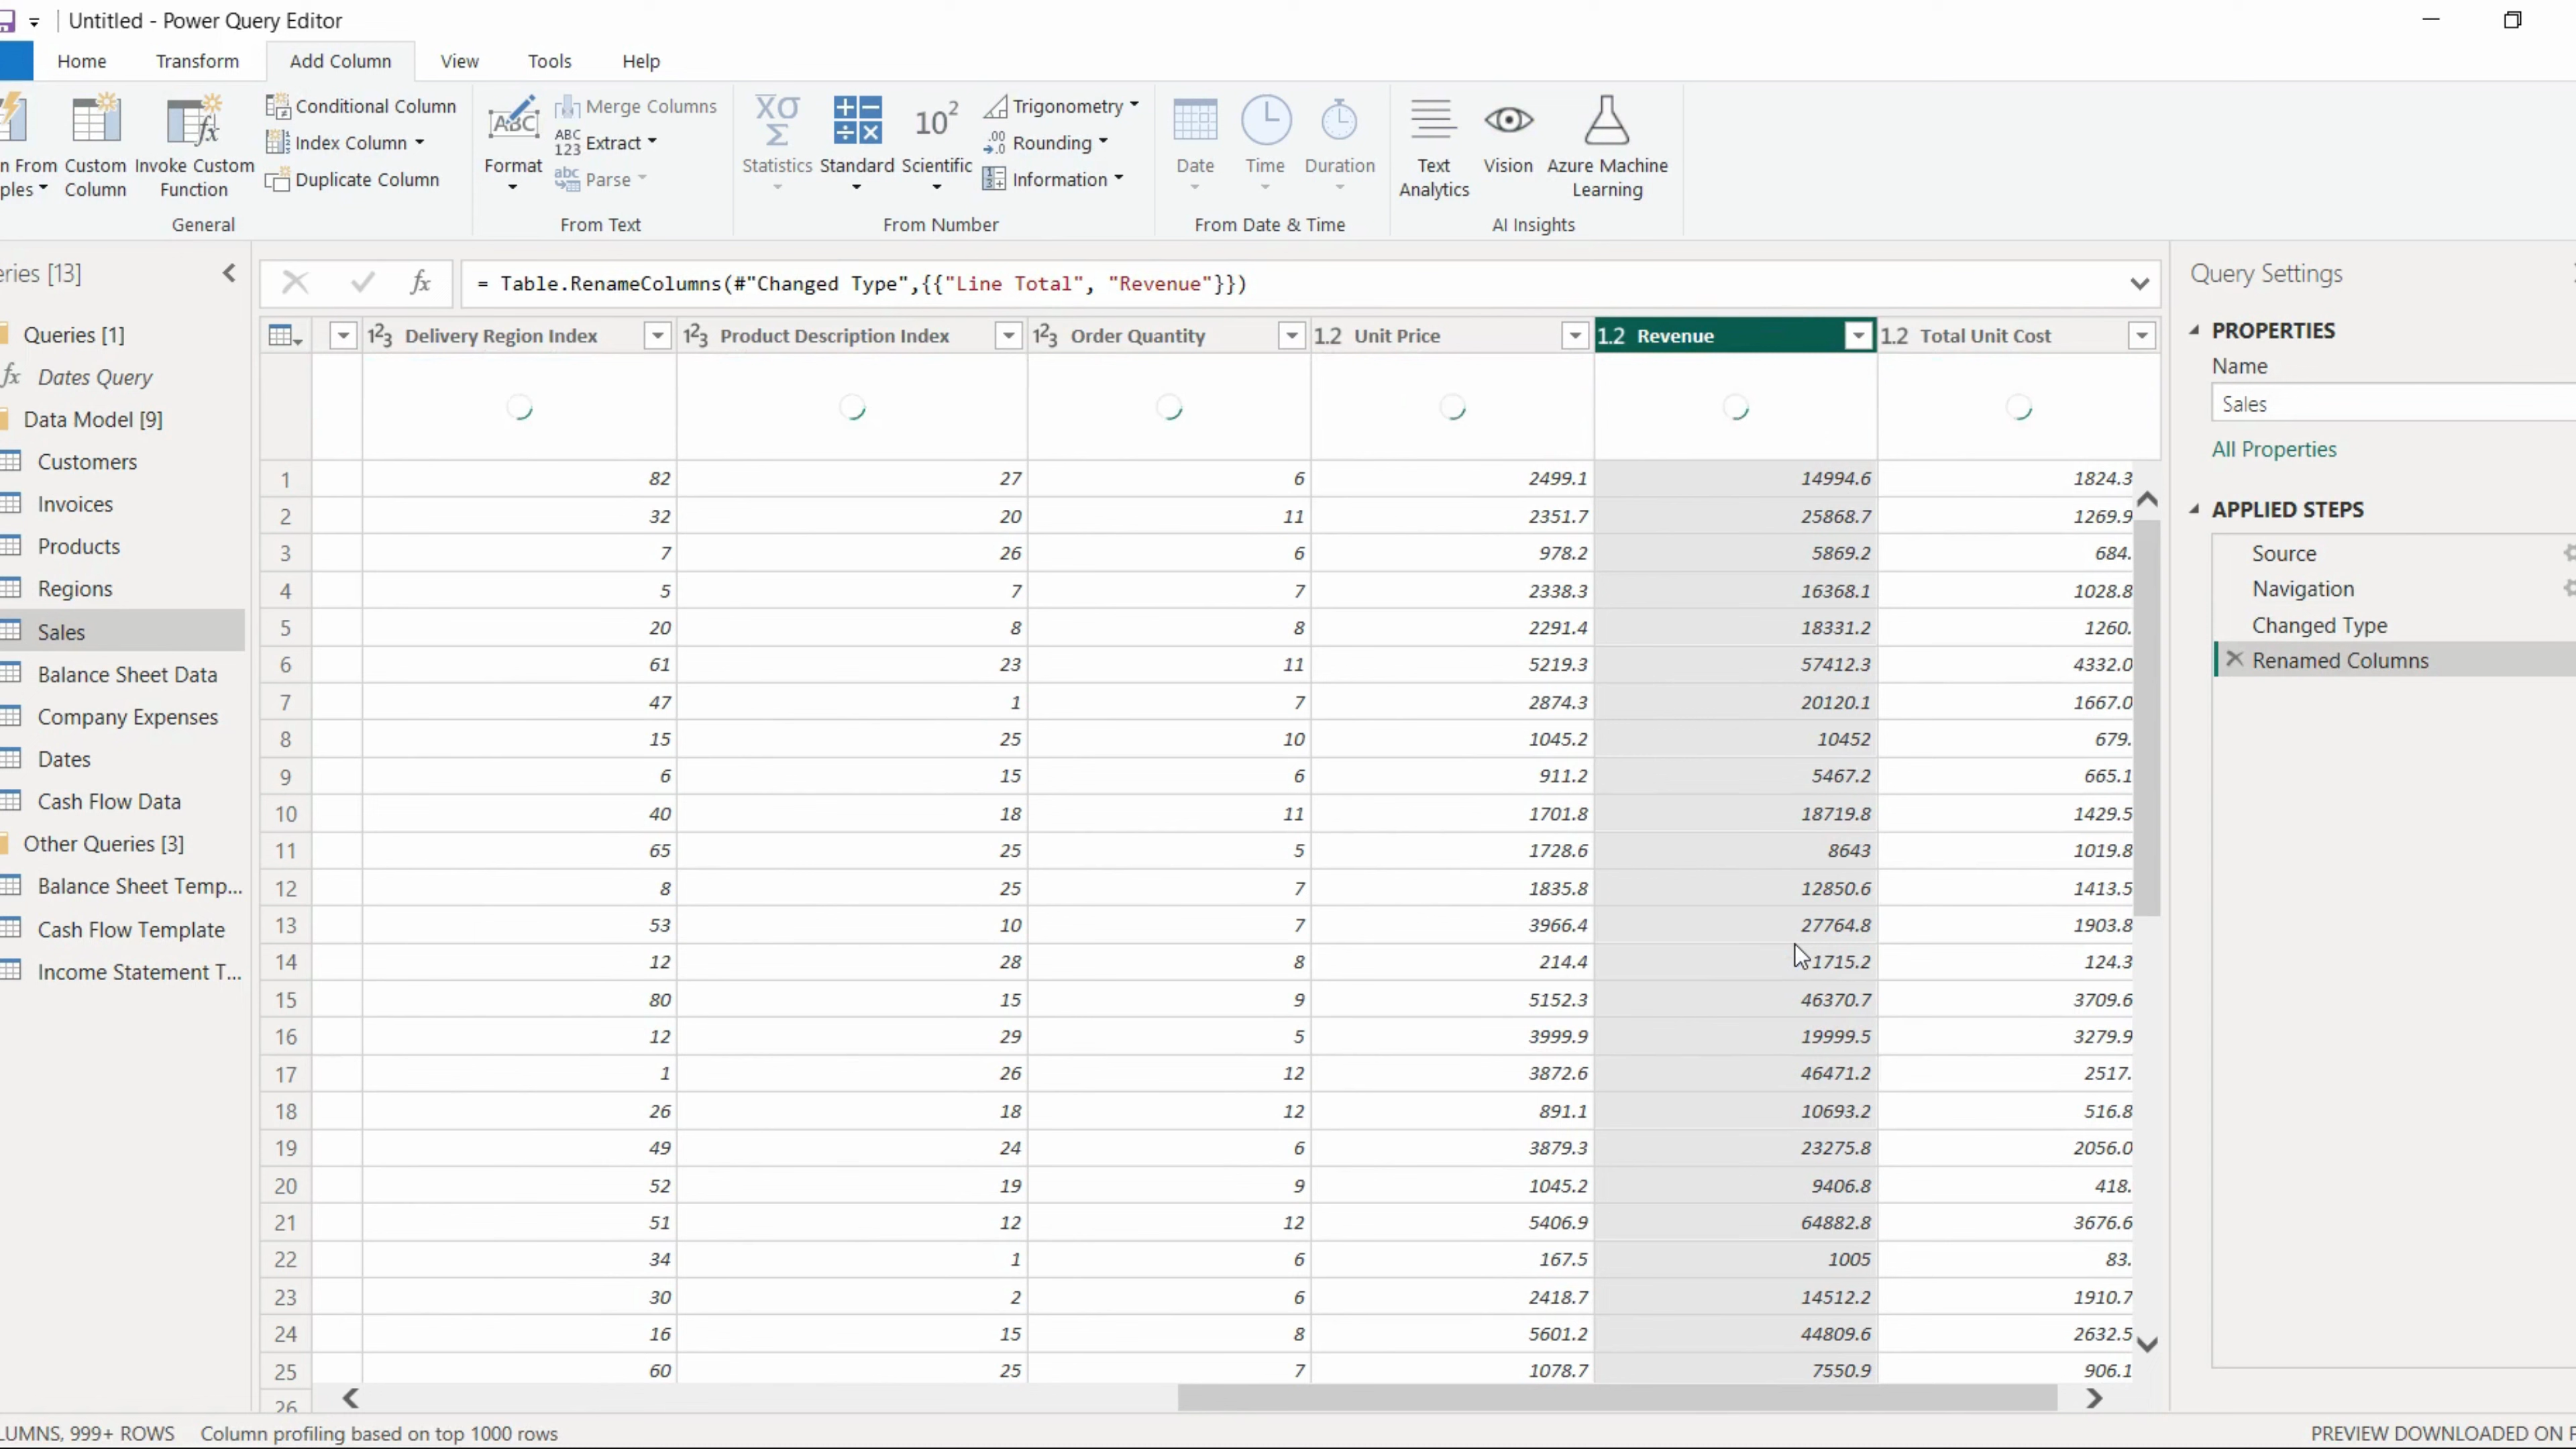 Untitled - Power Query Editor
Home Transform Add Column View Tools Help
n From
ples
Custom
Column
Invoke Custom
Function
Conditional Column
Index Column
Duplicate Column
General
ABC
Format
Merge Columns
ABC
123 Extract
abc Parse
From Text
XΟ
Σ
Statistics
Standard
10²
Scientific
Trigonometry
.00
.0 Rounding
Information
From Number
Date
Time
Duration
From Date & Time
Text
Analytics
Vision
Azure Machine
Learning
AI Insights
eries [13]
Queries [1]
fx Dates Query
Data Model [9]
Customers
Invoices
Products
Regions
Sales
Balance Sheet Data
Company Expenses
Dates
Cash Flow Data
Other Queries [3]
Balance Sheet Temp...
Cash Flow Template
Income Statement T...
fx = Table.RenameColumns(#"Changed Type",{{"Line Total", "Revenue"}})
123 Delivery Region Index 123 Product Description Index 123 Order Quantity 1.2 Unit Price 1.2 Revenue 1.2 Total Unit Cost
1 82 27 6 2499.1 14994.6 1824.3
2 32 20 11 2351.7 25868.7 1269.9
3 7 26 6 978.2 5869.2 684.
4 5 7 7 2338.3 16368.1 1028.8
5 20 8 8 2291.4 18331.2 1260.
6 61 23 11 5219.3 57412.3 4332.0
7 47 1 7 2874.3 20120.1 1667.0
8 15 25 10 1045.2 10452 679.
9 6 15 6 911.2 5467.2 665.1
10 40 18 11 1701.8 18719.8 1429.5
11 65 25 5 1728.6 8643 1019.8
12 8 25 7 1835.8 12850.6 1413.5
13 53 10 7 3966.4 27764.8 1903.8
14 12 28 8 214.4 1715.2 124.3
15 80 15 9 5152.3 46370.7 3709.6
16 12 29 5 3999.9 19999.5 3279.9
17 1 26 12 3872.6 46471.2 2517.
18 26 18 12 891.1 10693.2 516.8
19 49 24 6 3879.3 23275.8 2056.0
20 52 19 9 1045.2 9406.8 418.
21 51 12 12 5406.9 64882.8 3676.6
22 34 1 6 167.5 1005 83.
23 30 2 6 2418.7 14512.2 1910.7
24 16 15 8 5601.2 44809.6 2632.5
25 60 25 7 1078.7 7550.9 906.1
26
Query Settings
PROPERTIES
Name
Sales
All Properties
APPLIED STEPS
Source
Navigation
Changed Type
Renamed Columns
LUMNS, 999+ ROWS Column profiling based on top 1000 rows
PREVIEW DOWNLOADED ON